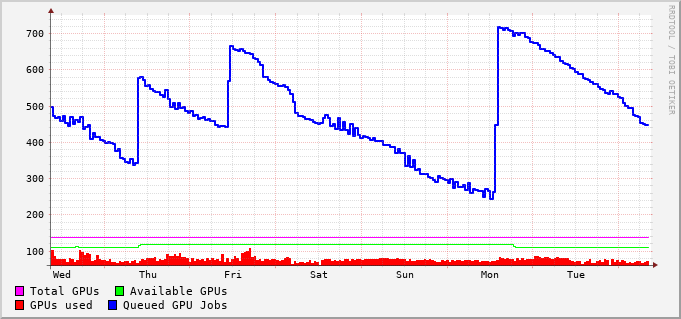 700
600
500
400
300
200
100
Wed Thu Fri Sat Sun Mon Tue
Total GPUs Available GPUs
GPUs used Queued GPU Jobs
RRDTOOL / TOBI OETIKER